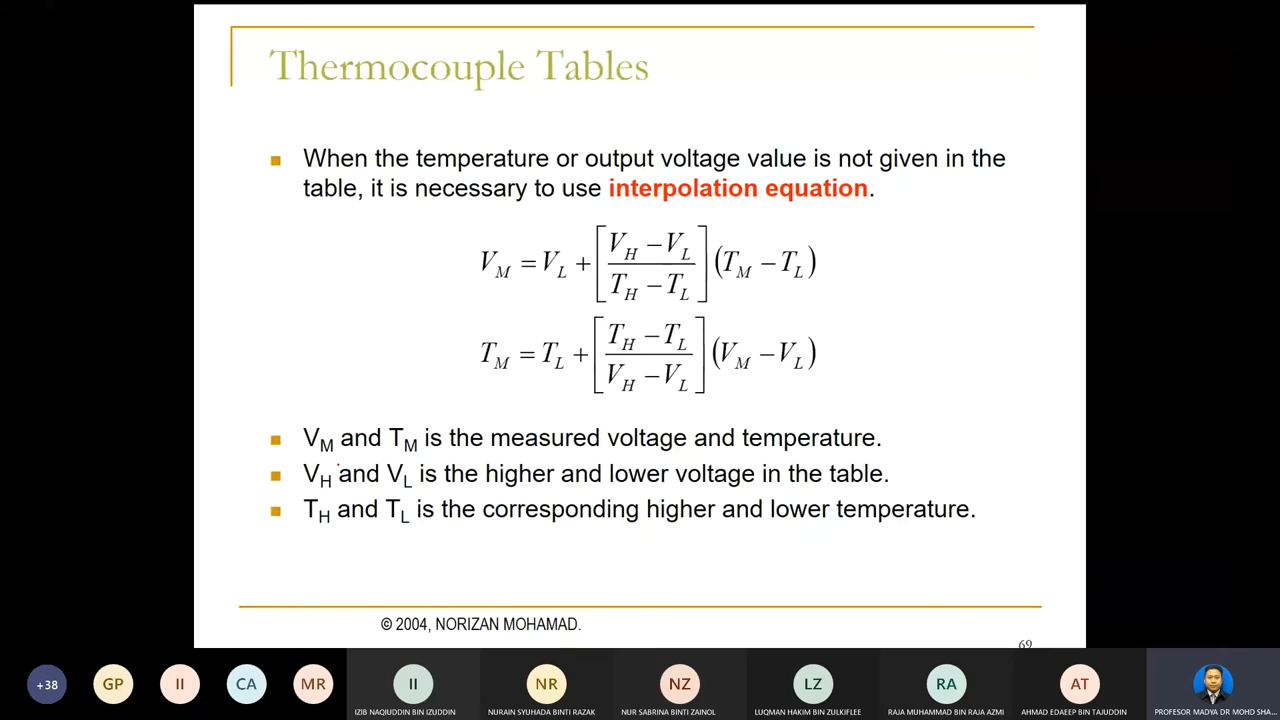 Thermocouple Tables
When the temperature or output voltage value is not given in the
table, it is necessary to use interpolation equation.
V_M = V_L + [(V_H − V_L)/(T_H − T_L)] (T_M − T_L)
T_M = T_L + [(T_H − T_L)/(V_H − V_L)] (V_M − V_L)
V_M and T_M is the measured voltage and temperature.
V_H and V_L is the higher and lower voltage in the table.
T_H and T_L is the corresponding higher and lower temperature.
© 2004, NORIZAN MOHAMAD.
69
+38
GP
II
CA
MR
II
NR
NZ
LZ
RA
AT
IZIB NAQIUDDIN BIN IZUDDIN
NURAIN SYUHADA BINTI RAZAK
NUR SABRINA BINTI ZAINOL
LUQMAN HAKIM BIN ZULKIFLEE
RAJA MUHAMMAD BIN RAJA AZMI
AHMAD EDAEEP BIN TAJUDDIN
PROFESOR MADYA DR MOHD SHA...